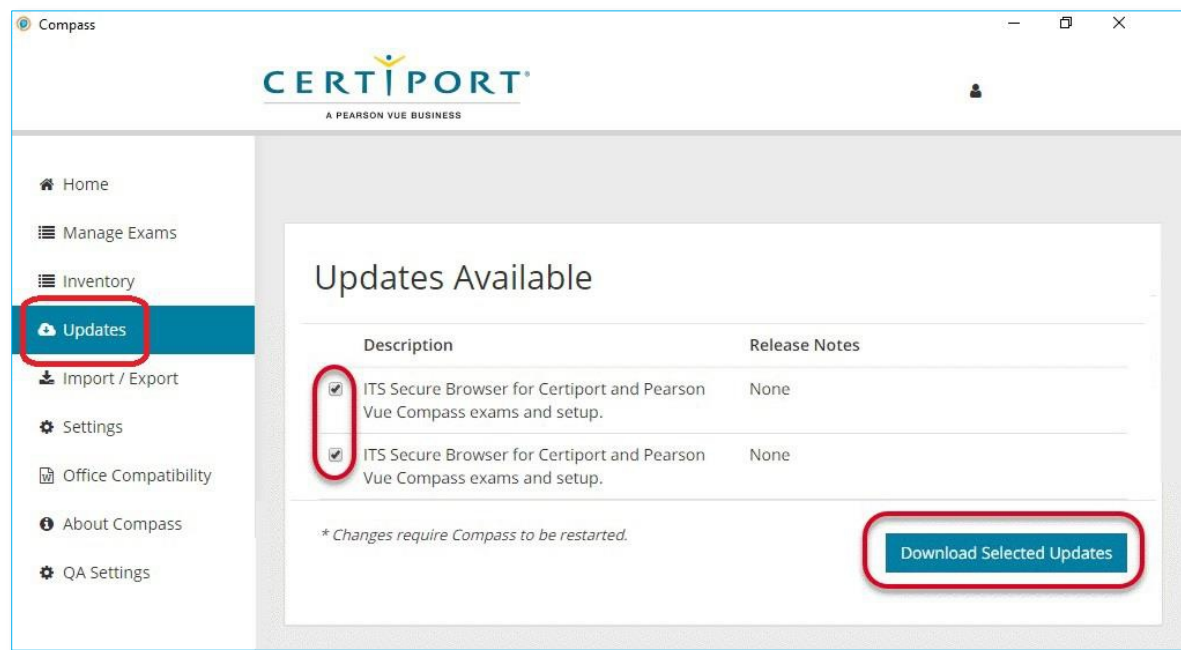 Compass
CERTIPORT®
A PEARSON VUE BUSINESS
Home
Manage Exams
Inventory
Updates
Import / Export
Settings
Office Compatibility
About Compass
QA Settings
Updates Available
Description Release Notes
ITS Secure Browser for Certiport and Pearson None
Vue Compass exams and setup.
ITS Secure Browser for Certiport and Pearson None
Vue Compass exams and setup.
* Changes require Compass to be restarted.
Download Selected Updates